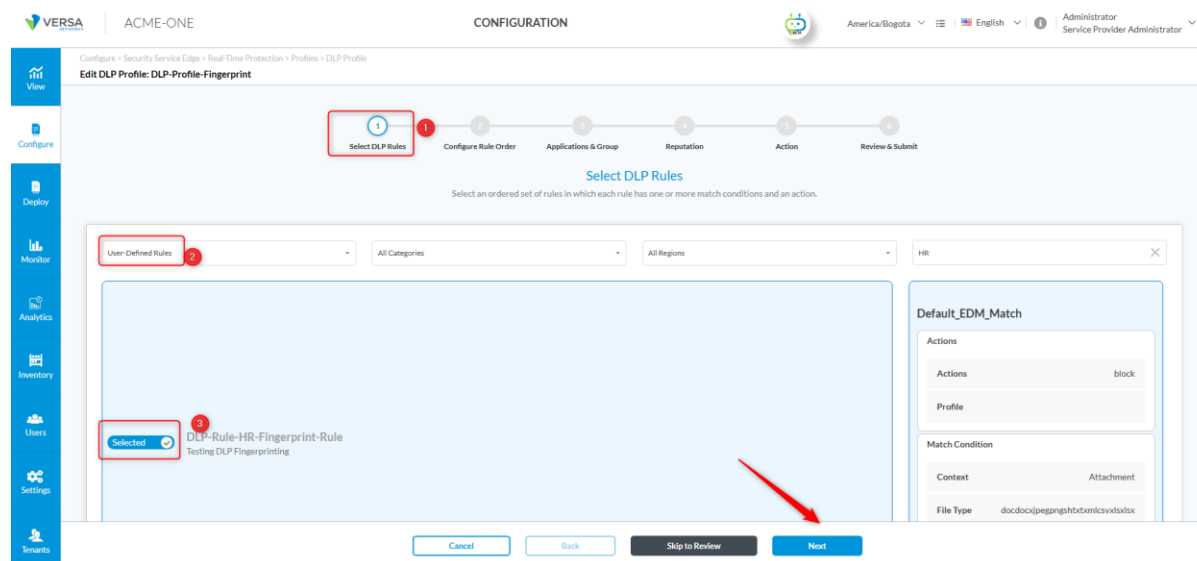 VERSA
NETWORKS
ACME-ONE
CONFIGURATION
America/Bogota
English
Administrator
Service Provider Administrator
Configure > Security Service Edge > Real-Time Protection > Profiles > DLP Profile
Edit DLP Profile: DLP-Profile-Fingerprint
View
Configure
Deploy
Monitor
Analytics
Inventory
Users
Settings
Tenants
1
1
2
3
4
5
6
Select DLP Rules
Configure Rule Order
Applications & Group
Reputation
Action
Review & Submit
Select DLP Rules
Select an ordered set of rules in which each rule has one or more match conditions and an action.
User-Defined Rules
2
All Categories
All Regions
HR
3
Selected
DLP-Rule-HR-Fingerprint-Rule
Testing DLP Fingerprinting
Default_EDM_Match
Actions
Actions block
Profile
Match Condition
Context Attachment
File Type docdocxjpegpngshtxtxmlcsvxlsxlsx
Cancel
Back
Skip to Review
Next